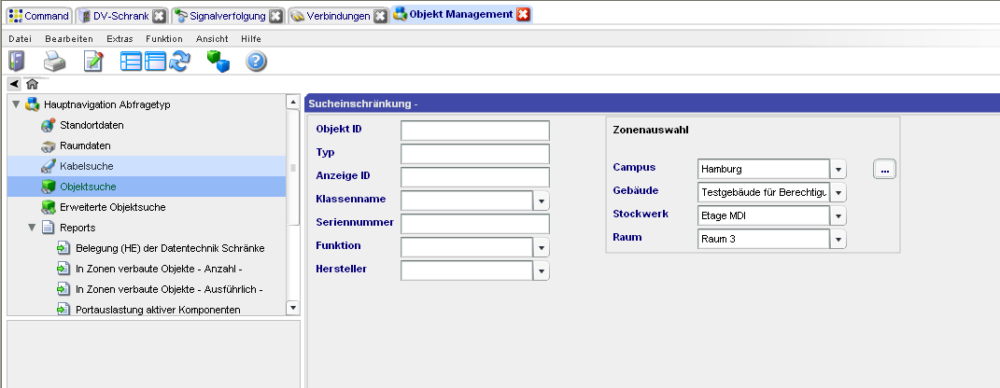 Command DV-Schrank Signalverfolgung Verbindungen Objekt Management
Datei Bearbeiten Extras Funktion Ansicht Hilfe
Hauptnavigation Abfragetyp
Standortdaten
Raumdaten
Kabelsuche
Objektsuche
Erweiterte Objektsuche
Reports
Belegung (HE) der Datentechnik Schränke
In Zonen verbaute Objekte - Anzahl -
In Zonen verbaute Objekte - Ausführlich -
Portauslastung aktiver Komponenten
Sucheinschränkung -
Objekt ID
Typ
Anzeige ID
Klassenname
Seriennummer
Funktion
Hersteller
Zonenauswahl
Campus Hamburg ...
Gebäude Testgebäude für Berechtigu
Stockwerk Etage MDI
Raum Raum 3